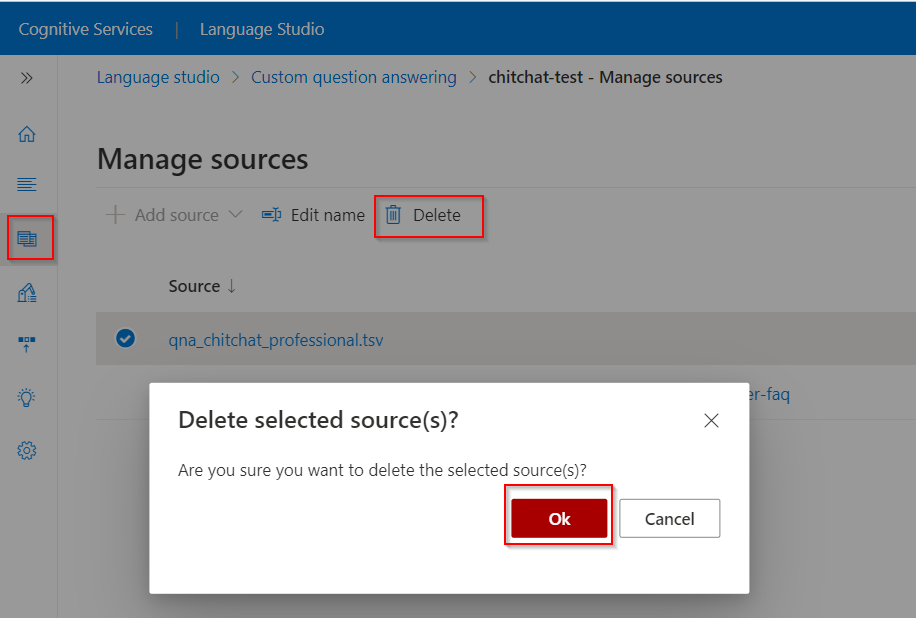 Cognitive Services | Language Studio
Language studio > Custom question answering > chitchat-test - Manage sources
Manage sources
Add source Edit name Delete
Source ↓
qna_chitchat_professional.tsv
er-faq
Delete selected source(s)?
Are you sure you want to delete the selected source(s)?
Ok Cancel